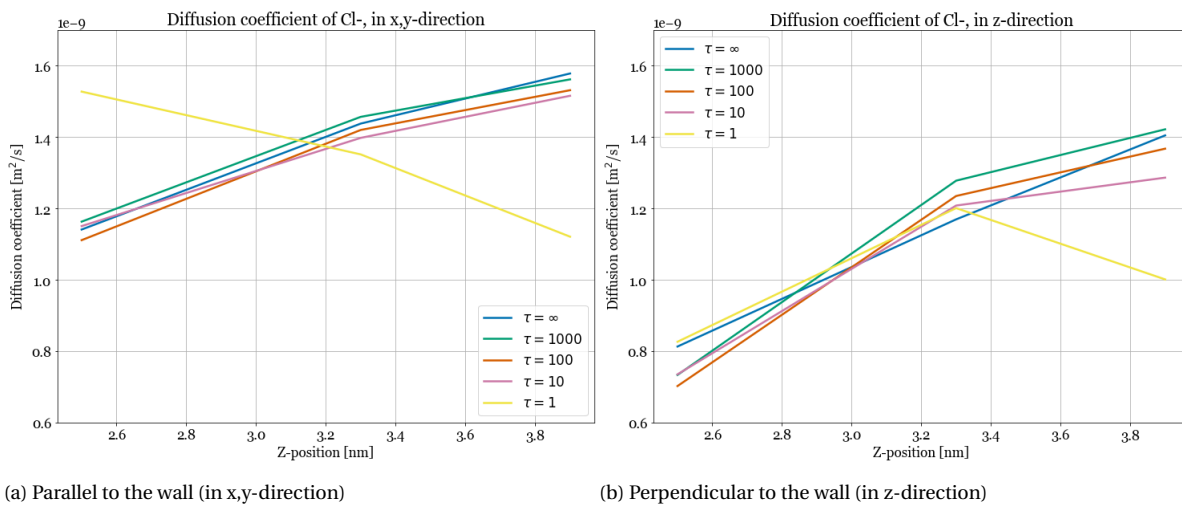 Diffusion coefficient of Cl-, in x,y-direction
1e−9
Diffusion coefficient [m²/s]
1.6
1.4
1.2
1.0
0.8
0.6
2.6 2.8 3.0 3.2 3.4 3.6 3.8
Z-position [nm]
τ = ∞
τ = 1000
τ = 100
τ = 10
τ = 1
(a) Parallel to the wall (in x,y-direction)
Diffusion coefficient of Cl-, in z-direction
1e−9
Diffusion coefficient [m²/s]
1.6
1.4
1.2
1.0
0.8
0.6
2.6 2.8 3.0 3.2 3.4 3.6 3.8
Z-position [nm]
τ = ∞
τ = 1000
τ = 100
τ = 10
τ = 1
(b) Perpendicular to the wall (in z-direction)